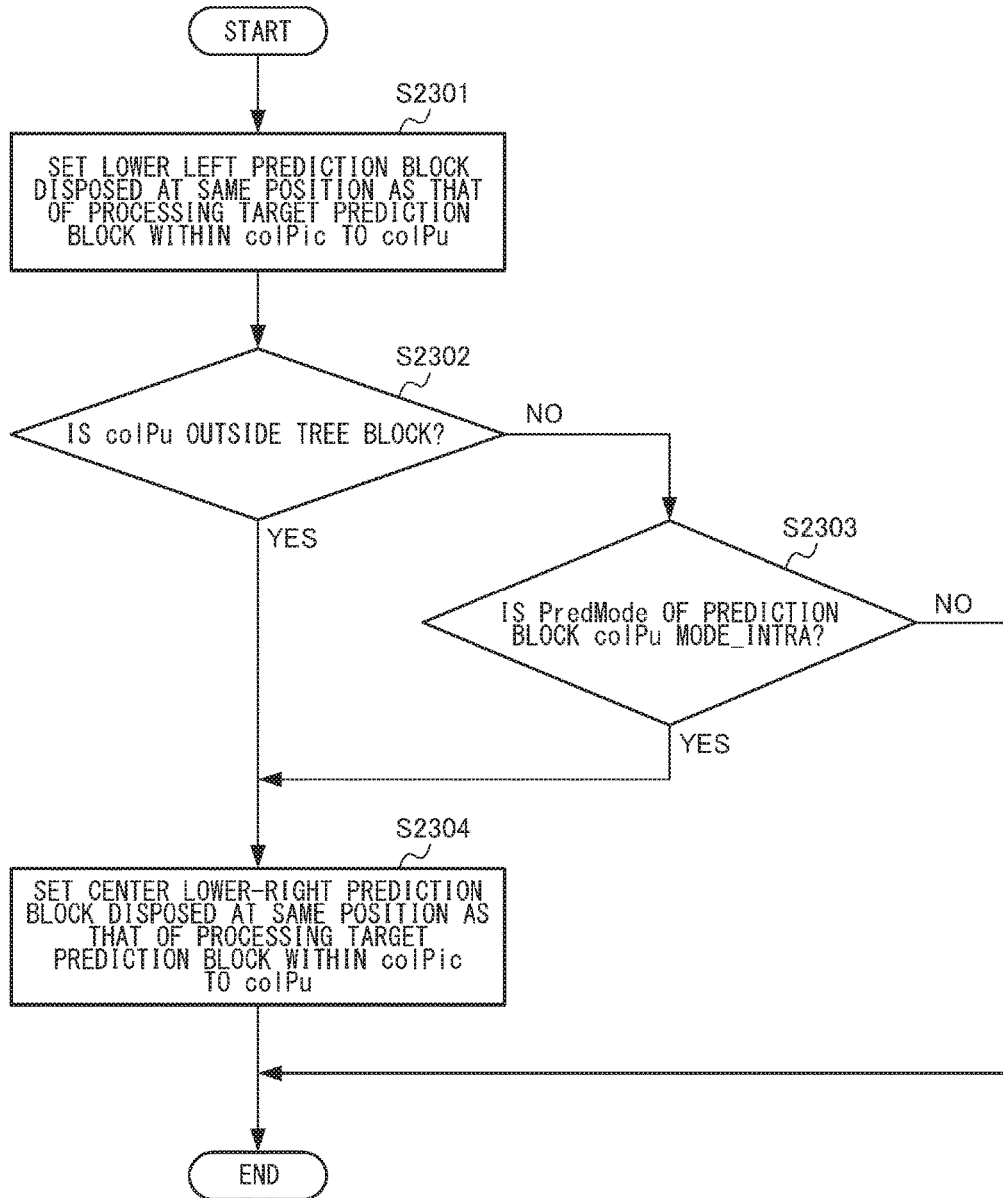 START
S2301
SET LOWER LEFT PREDICTION BLOCK
DISPOSED AT SAME POSITION AS THAT
OF PROCESSING TARGET PREDICTION
BLOCK WITHIN colPic TO colPu
S2302
IS colPu OUTSIDE TREE BLOCK?
NO
YES
S2303
IS PredMode OF PREDICTION
BLOCK colPu MODE_INTRA?
NO
YES
S2304
SET CENTER LOWER-RIGHT PREDICTION
BLOCK DISPOSED AT SAME POSITION AS
THAT OF PROCESSING TARGET
PREDICTION BLOCK WITHIN colPic
TO colPu
END